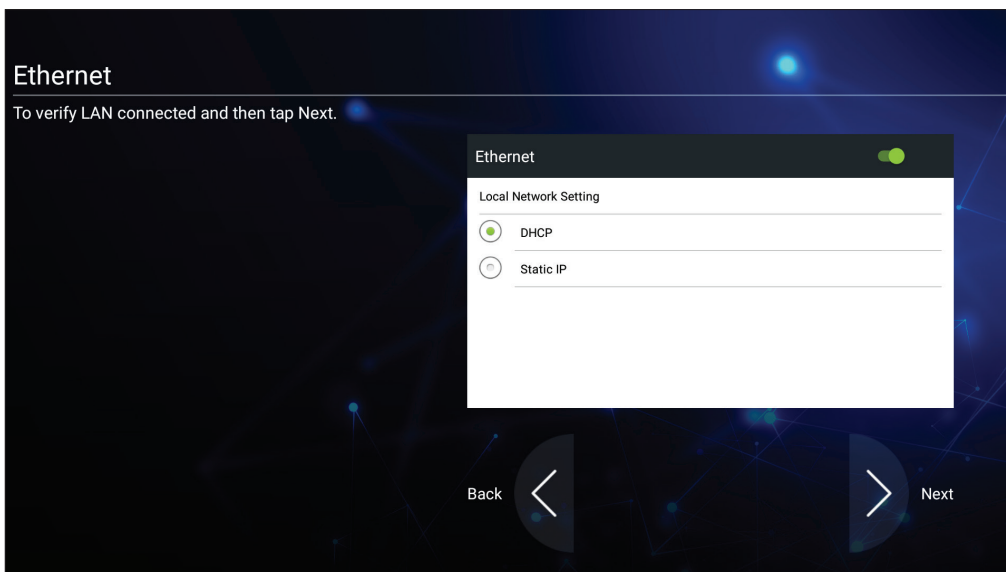 Ethernet
To verify LAN connected and then tap Next.
Ethernet
Local Network Setting
DHCP
Static IP
Back
Next